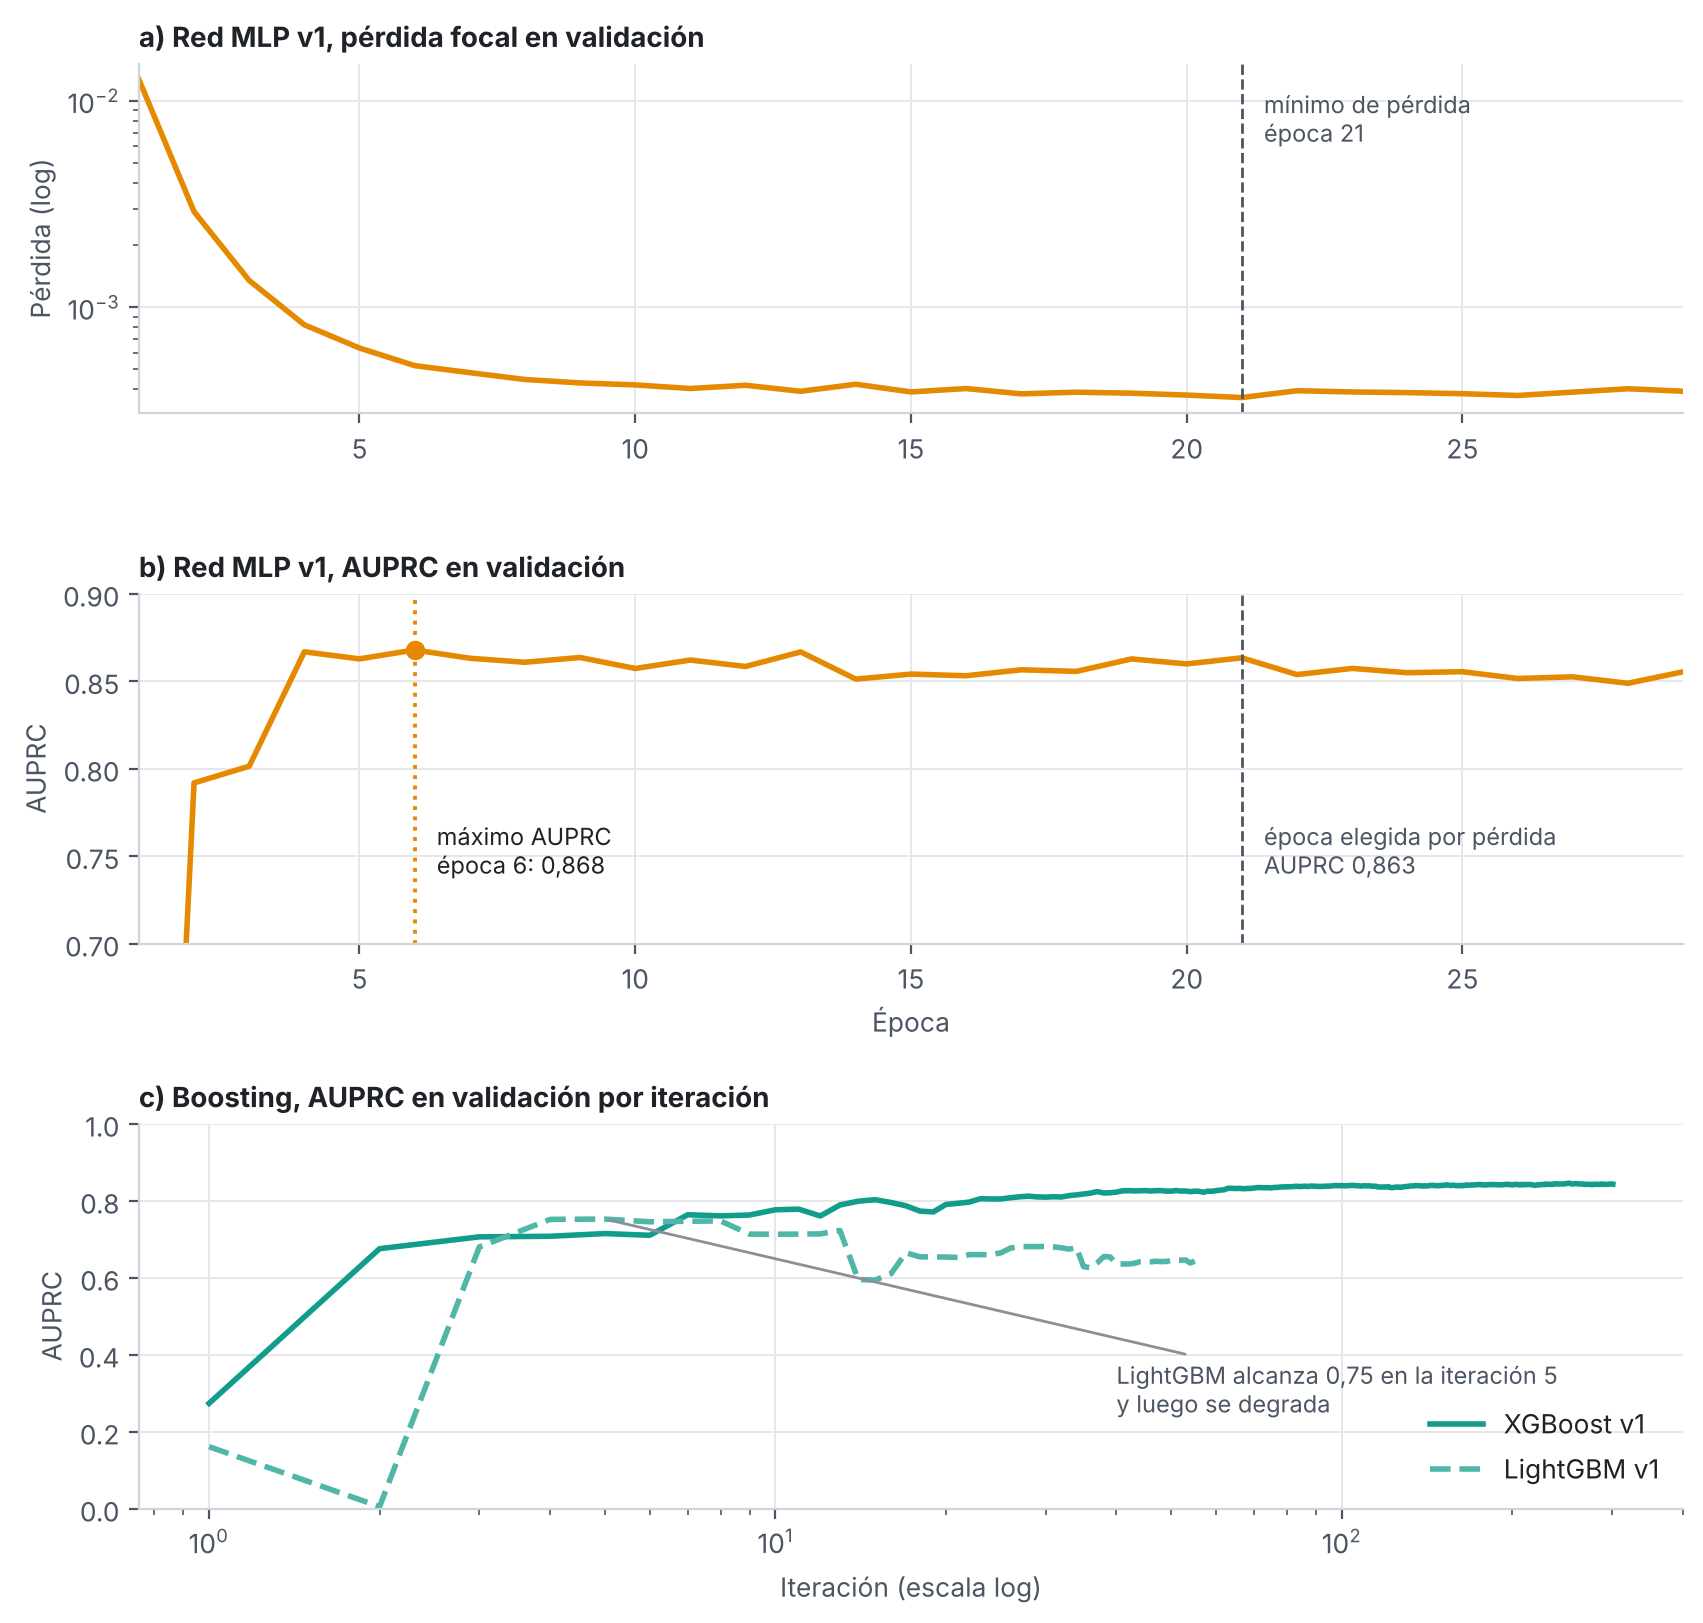 a) Red MLP v1, pérdida focal en validación
10⁻²
10⁻³
Pérdida (log)
mínimo de pérdida
época 21
5
10
15
20
25
b) Red MLP v1, AUPRC en validación
0.90
0.85
0.80
0.75
0.70
AUPRC
máximo AUPRC
época 6: 0,868
época elegida por pérdida
AUPRC 0,863
5
10
15
20
25
Época
c) Boosting, AUPRC en validación por iteración
1.0
0.8
0.6
0.4
0.2
0.0
AUPRC
LightGBM alcanza 0,75 en la iteración 5
y luego se degrada
XGBoost v1
LightGBM v1
10⁰
10¹
10²
Iteración (escala log)